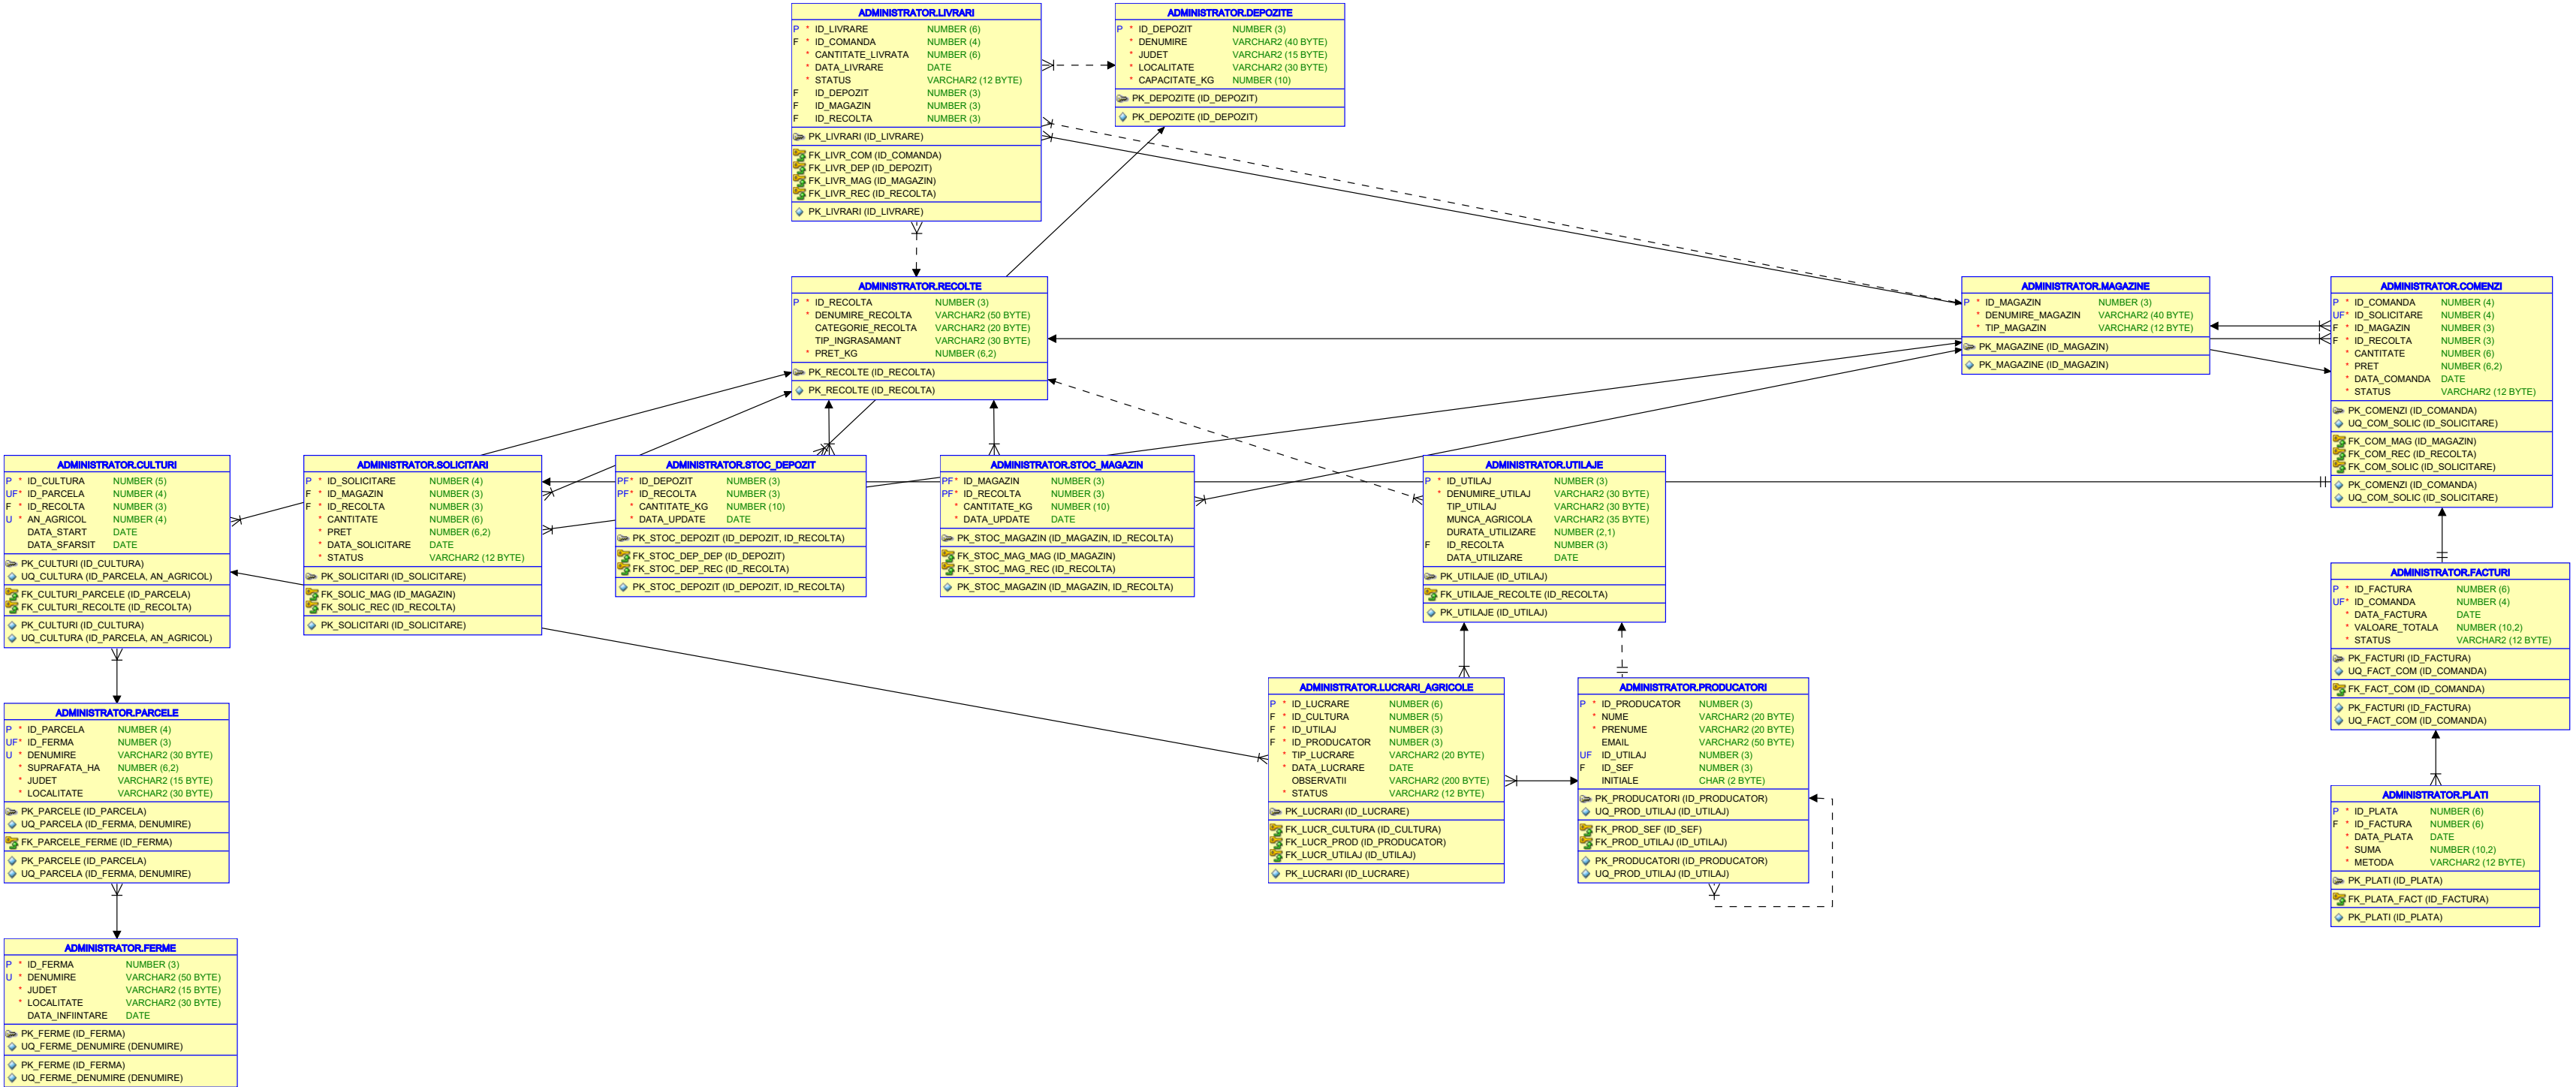 ADMINISTRATOR.LIVRARI
P * ID_LIVRARE NUMBER (6)
F * ID_COMANDA NUMBER (4)
* CANTITATE_LIVRATA NUMBER (6)
* DATA_LIVRARE DATE
* STATUS VARCHAR2 (12 BYTE)
F ID_DEPOZIT NUMBER (3)
F ID_MAGAZIN NUMBER (3)
F ID_RECOLTA NUMBER (3)
PK_LIVRARI (ID_LIVRARE)
FK_LIVR_COM (ID_COMANDA)
FK_LIVR_DEP (ID_DEPOZIT)
FK_LIVR_MAG (ID_MAGAZIN)
FK_LIVR_REC (ID_RECOLTA)
PK_LIVRARI (ID_LIVRARE)
ADMINISTRATOR.DEPOZITE
P * ID_DEPOZIT NUMBER (3)
* DENUMIRE VARCHAR2 (40 BYTE)
* JUDET VARCHAR2 (15 BYTE)
* LOCALITATE VARCHAR2 (30 BYTE)
* CAPACITATE_KG NUMBER (10)
PK_DEPOZITE (ID_DEPOZIT)
PK_DEPOZITE (ID_DEPOZIT)
ADMINISTRATOR.RECOLTE
P * ID_RECOLTA NUMBER (3)
* DENUMIRE_RECOLTA VARCHAR2 (50 BYTE)
CATEGORIE_RECOLTA VARCHAR2 (20 BYTE)
TIP_INGRASAMANT VARCHAR2 (30 BYTE)
* PRET_KG NUMBER (6,2)
PK_RECOLTE (ID_RECOLTA)
PK_RECOLTE (ID_RECOLTA)
ADMINISTRATOR.MAGAZINE
P * ID_MAGAZIN NUMBER (3)
* DENUMIRE_MAGAZIN VARCHAR2 (40 BYTE)
* TIP_MAGAZIN VARCHAR2 (12 BYTE)
PK_MAGAZINE (ID_MAGAZIN)
PK_MAGAZINE (ID_MAGAZIN)
ADMINISTRATOR.COMENZI
P * ID_COMANDA NUMBER (4)
UF* ID_SOLICITARE NUMBER (4)
F * ID_MAGAZIN NUMBER (3)
F * ID_RECOLTA NUMBER (3)
* CANTITATE NUMBER (6)
* PRET NUMBER (6,2)
* DATA_COMANDA DATE
* STATUS VARCHAR2 (12 BYTE)
PK_COMENZI (ID_COMANDA)
UQ_COM_SOLIC (ID_SOLICITARE)
FK_COM_MAG (ID_MAGAZIN)
FK_COM_REC (ID_RECOLTA)
FK_COM_SOLIC (ID_SOLICITARE)
PK_COMENZI (ID_COMANDA)
UQ_COM_SOLIC (ID_SOLICITARE)
ADMINISTRATOR.CULTURI
P * ID_CULTURA NUMBER (5)
UF* ID_PARCELA NUMBER (4)
F * ID_RECOLTA NUMBER (3)
U * AN_AGRICOL NUMBER (4)
DATA_START DATE
DATA_SFARSIT DATE
PK_CULTURI (ID_CULTURA)
UQ_CULTURA (ID_PARCELA, AN_AGRICOL)
FK_CULTURI_PARCELE (ID_PARCELA)
FK_CULTURI_RECOLTE (ID_RECOLTA)
PK_CULTURI (ID_CULTURA)
UQ_CULTURA (ID_PARCELA, AN_AGRICOL)
ADMINISTRATOR.SOLICITARI
P * ID_SOLICITARE NUMBER (4)
F * ID_MAGAZIN NUMBER (3)
F * ID_RECOLTA NUMBER (3)
* CANTITATE NUMBER (6)
* PRET NUMBER (6,2)
* DATA_SOLICITARE DATE
* STATUS VARCHAR2 (12 BYTE)
PK_SOLICITARI (ID_SOLICITARE)
FK_SOLIC_MAG (ID_MAGAZIN)
FK_SOLIC_REC (ID_RECOLTA)
PK_SOLICITARI (ID_SOLICITARE)
ADMINISTRATOR.STOC_DEPOZIT
PF* ID_DEPOZIT NUMBER (3)
PF* ID_RECOLTA NUMBER (3)
* CANTITATE_KG NUMBER (10)
* DATA_UPDATE DATE
PK_STOC_DEPOZIT (ID_DEPOZIT, ID_RECOLTA)
FK_STOC_DEP_DEP (ID_DEPOZIT)
FK_STOC_DEP_REC (ID_RECOLTA)
PK_STOC_DEPOZIT (ID_DEPOZIT, ID_RECOLTA)
ADMINISTRATOR.STOC_MAGAZIN
PF* ID_MAGAZIN NUMBER (3)
PF* ID_RECOLTA NUMBER (3)
* CANTITATE_KG NUMBER (10)
* DATA_UPDATE DATE
PK_STOC_MAGAZIN (ID_MAGAZIN, ID_RECOLTA)
FK_STOC_MAG_MAG (ID_MAGAZIN)
FK_STOC_MAG_REC (ID_RECOLTA)
PK_STOC_MAGAZIN (ID_MAGAZIN, ID_RECOLTA)
ADMINISTRATOR.UTILAJE
P * ID_UTILAJ NUMBER (3)
* DENUMIRE_UTILAJ VARCHAR2 (30 BYTE)
TIP_UTILAJ VARCHAR2 (30 BYTE)
MUNCA_AGRICOLA VARCHAR2 (35 BYTE)
DURATA_UTILIZARE NUMBER (2,1)
F ID_RECOLTA NUMBER (3)
DATA_UTILIZARE DATE
PK_UTILAJE (ID_UTILAJ)
FK_UTILAJE_RECOLTE (ID_RECOLTA)
PK_UTILAJE (ID_UTILAJ)
ADMINISTRATOR.FACTURI
P * ID_FACTURA NUMBER (6)
UF* ID_COMANDA NUMBER (4)
* DATA_FACTURA DATE
* VALOARE_TOTALA NUMBER (10,2)
* STATUS VARCHAR2 (12 BYTE)
PK_FACTURI (ID_FACTURA)
UQ_FACT_COM (ID_COMANDA)
FK_FACT_COM (ID_COMANDA)
PK_FACTURI (ID_FACTURA)
UQ_FACT_COM (ID_COMANDA)
ADMINISTRATOR.PARCELE
P * ID_PARCELA NUMBER (4)
UF* ID_FERMA NUMBER (3)
U * DENUMIRE VARCHAR2 (30 BYTE)
* SUPRAFATA_HA NUMBER (6,2)
* JUDET VARCHAR2 (15 BYTE)
* LOCALITATE VARCHAR2 (30 BYTE)
PK_PARCELE (ID_PARCELA)
UQ_PARCELA (ID_FERMA, DENUMIRE)
FK_PARCELE_FERME (ID_FERMA)
PK_PARCELE (ID_PARCELA)
UQ_PARCELA (ID_FERMA, DENUMIRE)
ADMINISTRATOR.LUCRARI_AGRICOLE
P * ID_LUCRARE NUMBER (6)
F * ID_CULTURA NUMBER (5)
F * ID_UTILAJ NUMBER (3)
F * ID_PRODUCATOR NUMBER (3)
* TIP_LUCRARE VARCHAR2 (20 BYTE)
* DATA_LUCRARE DATE
OBSERVATII VARCHAR2 (200 BYTE)
* STATUS VARCHAR2 (12 BYTE)
PK_LUCRARI (ID_LUCRARE)
FK_LUCR_CULTURA (ID_CULTURA)
FK_LUCR_PROD (ID_PRODUCATOR)
FK_LUCR_UTILAJ (ID_UTILAJ)
PK_LUCRARI (ID_LUCRARE)
ADMINISTRATOR.PRODUCATORI
P * ID_PRODUCATOR NUMBER (3)
* NUME VARCHAR2 (20 BYTE)
* PRENUME VARCHAR2 (20 BYTE)
EMAIL VARCHAR2 (50 BYTE)
UF ID_UTILAJ NUMBER (3)
F ID_SEF NUMBER (3)
INITIALE CHAR (2 BYTE)
PK_PRODUCATORI (ID_PRODUCATOR)
UQ_PROD_UTILAJ (ID_UTILAJ)
FK_PROD_SEF (ID_SEF)
FK_PROD_UTILAJ (ID_UTILAJ)
PK_PRODUCATORI (ID_PRODUCATOR)
UQ_PROD_UTILAJ (ID_UTILAJ)
ADMINISTRATOR.PLATI
P * ID_PLATA NUMBER (6)
F * ID_FACTURA NUMBER (6)
* DATA_PLATA DATE
* SUMA NUMBER (10,2)
* METODA VARCHAR2 (12 BYTE)
PK_PLATI (ID_PLATA)
FK_PLATA_FACT (ID_FACTURA)
PK_PLATI (ID_PLATA)
ADMINISTRATOR.FERME
P * ID_FERMA NUMBER (3)
U * DENUMIRE VARCHAR2 (50 BYTE)
* JUDET VARCHAR2 (15 BYTE)
* LOCALITATE VARCHAR2 (30 BYTE)
DATA_INFIINTARE DATE
PK_FERME (ID_FERMA)
UQ_FERME_DENUMIRE (DENUMIRE)
PK_FERME (ID_FERMA)
UQ_FERME_DENUMIRE (DENUMIRE)